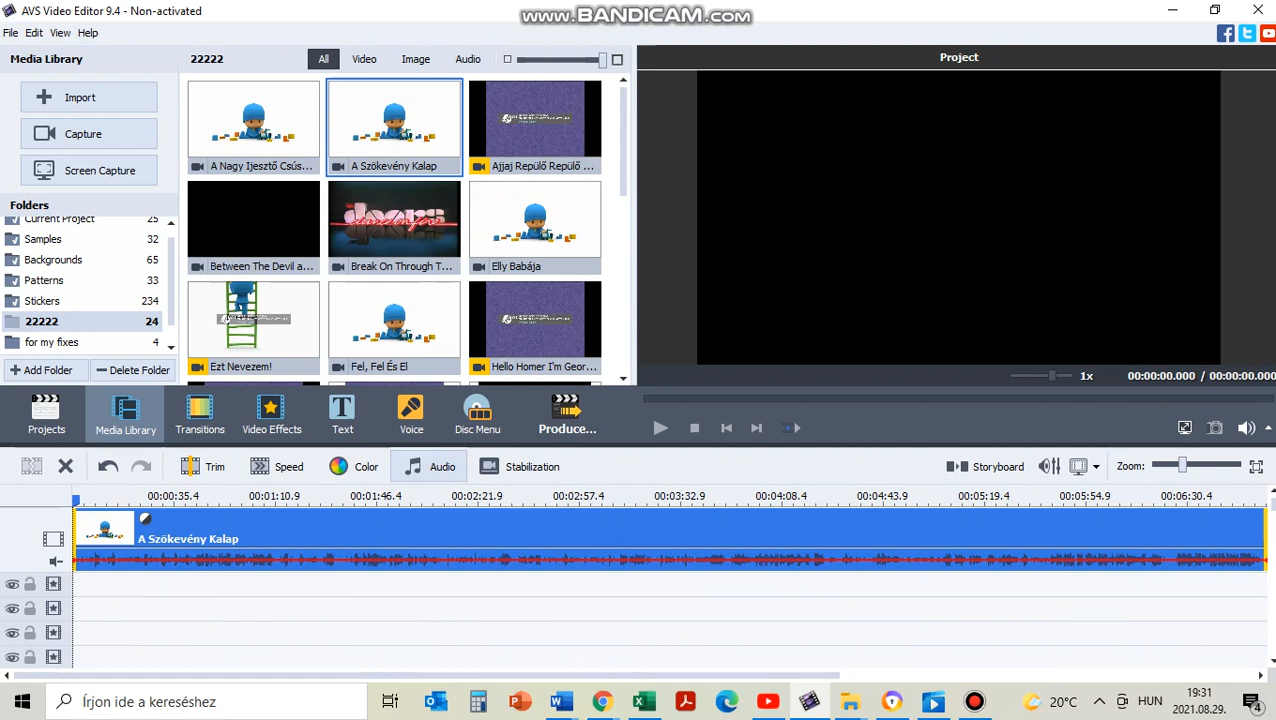 AVS Video Editor 9.4 - Non-activated
www.BANDICAM.com
File Edit View Help
Media Library
22222
All
Video
Image
Audio
Project
Import
Capture
Screen Capture
A Nagy Ijesztő Csús...
A Szökevény Kalap
Ajjaj Repülő Repülő ...
Folders
Current Project 25
Samples 32
Backgrounds 65
Patterns 33
Stickers 234
22222 24
for my fixes 4
Between The Devil a...
Break On Through T...
Elly Babája
Ezt Nevezem!
Fel, Fel És El
Hello Homer I'm Geor...
Add Folder
Delete Folder
1x
00:00:00.000 / 00:00:00.000
Projects
Media Library
Transitions
Video Effects
Text
Voice
Disc Menu
Produce...
Trim
Speed
Color
Audio
Stabilization
Storyboard
Zoom:
00:00:35.4 00:01:10.9 00:01:46.4 00:02:21.9 00:02:57.4 00:03:32.9 00:04:08.4 00:04:43.9 00:05:19.4 00:05:54.9 00:06:30.4
A Szökevény Kalap
Írjon ide a kereséshez
20°C
HUN
19:31
2021.08.29.
4